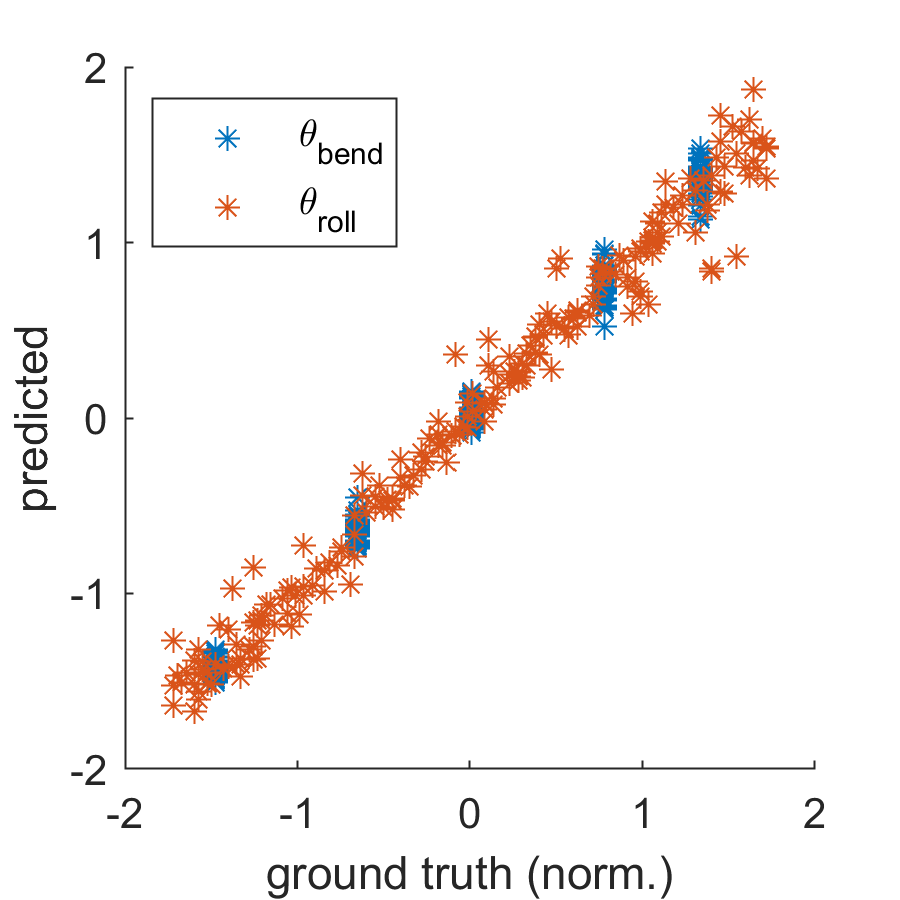 2
1
0
-1
-2
-2
-1
0
1
2
predicted
ground truth (norm.)
θbend
θroll